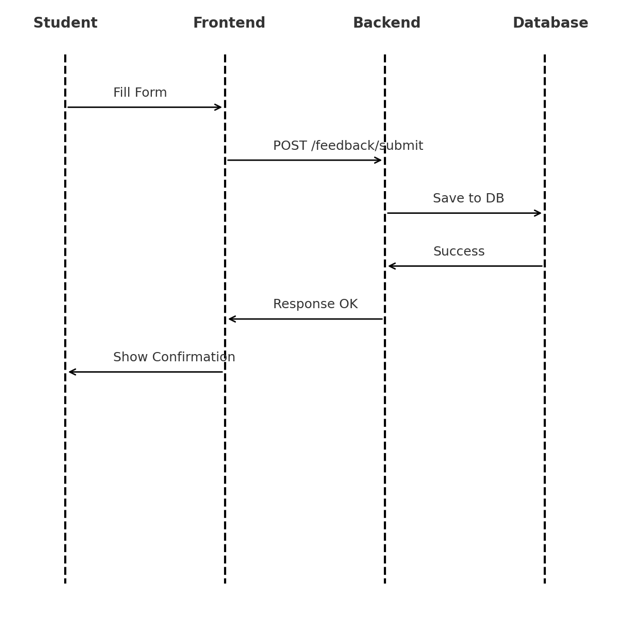 Student Frontend Backend Database
Fill Form
POST /feedback/submit
Save to DB
Success
Response OK
Show Confirmation